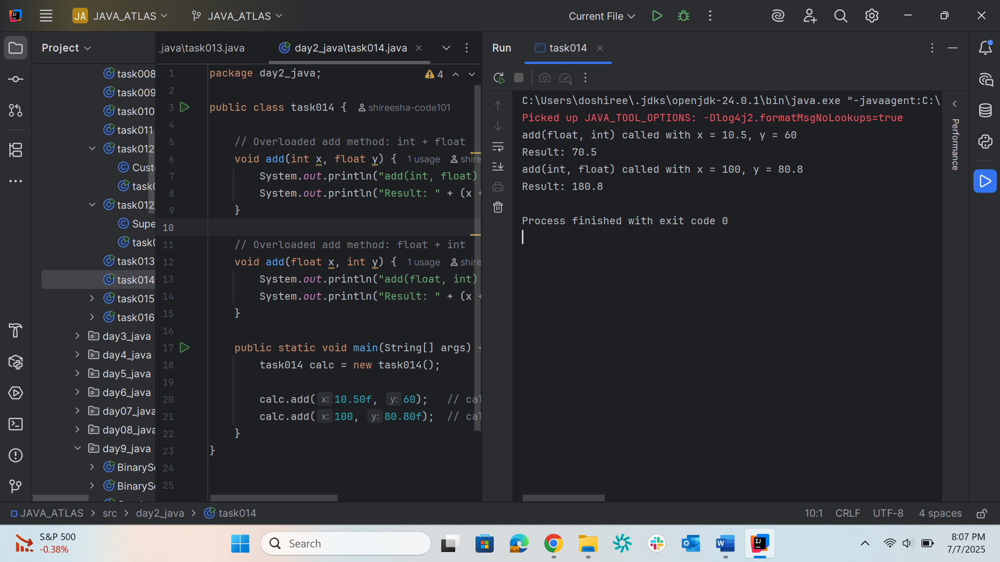 JA JAVA_ATLAS JAVA_ATLAS Current File
Project
_java\task013.java day2_java\task014.java
Run task014
task008
task009
task010
task011
task012
Custo
task0
task012_
Supe
task0
task013
task014
task015
task016
day3_java
day4_java
day5_java
day6_java
day07_java
day08_java
day9_java
BinarySe
BinarySe
4
1 package day2_java;
2
3 public class task014 { shireesha-code101
4
5 // Overloaded add method: int + float
6 void add(int x, float y) { 1 usage shire
7 System.out.println("add(int, float)
8 System.out.println("Result: " + (x +
9 }
10
11 // Overloaded add method: float + int
12 void add(float x, int y) { 1 usage shire
13 System.out.println("add(float, int)
14 System.out.println("Result: " + (x +
15 }
16
17 public static void main(String[] args) {
18 task014 calc = new task014();
19
20 calc.add( x: 10.50f, y: 60); // cal
21 calc.add( x: 100, y: 80.80f); // cal
22 }
23 }
24
25
C:\Users\doshiree\.jdks\openjdk-24.0.1\bin\java.exe "-javaagent:C:\
Picked up JAVA_TOOL_OPTIONS: -Dlog4j2.formatMsgNoLookups=true
add(float, int) called with x = 10.5, y = 60
Result: 70.5
add(int, float) called with x = 100, y = 80.8
Result: 180.8
Process finished with exit code 0
Performance
JAVA_ATLAS > src > day2_java > task014
10:1 CRLF UTF-8 4 spaces
S&P 500
-0.38%
Search
8:07 PM
7/7/2025